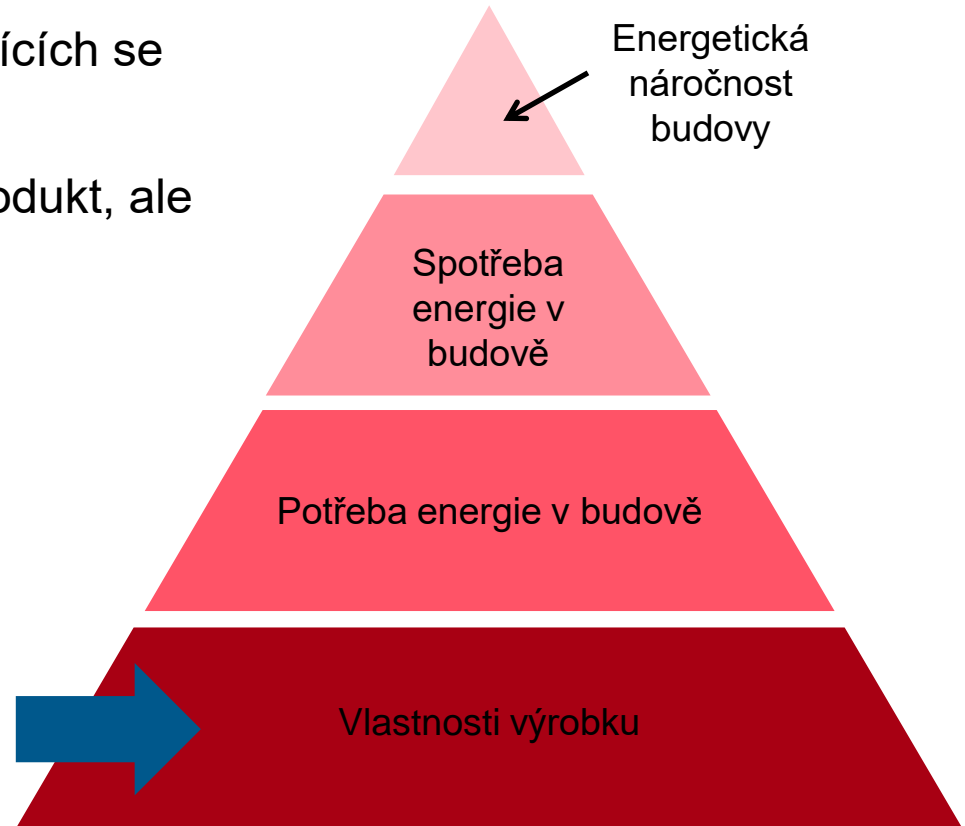 ících se
Energetická
náročnost
budovy
odukt, ale
Spotřeba
energie v
budově
Potřeba energie v budově
Vlastnosti výrobku